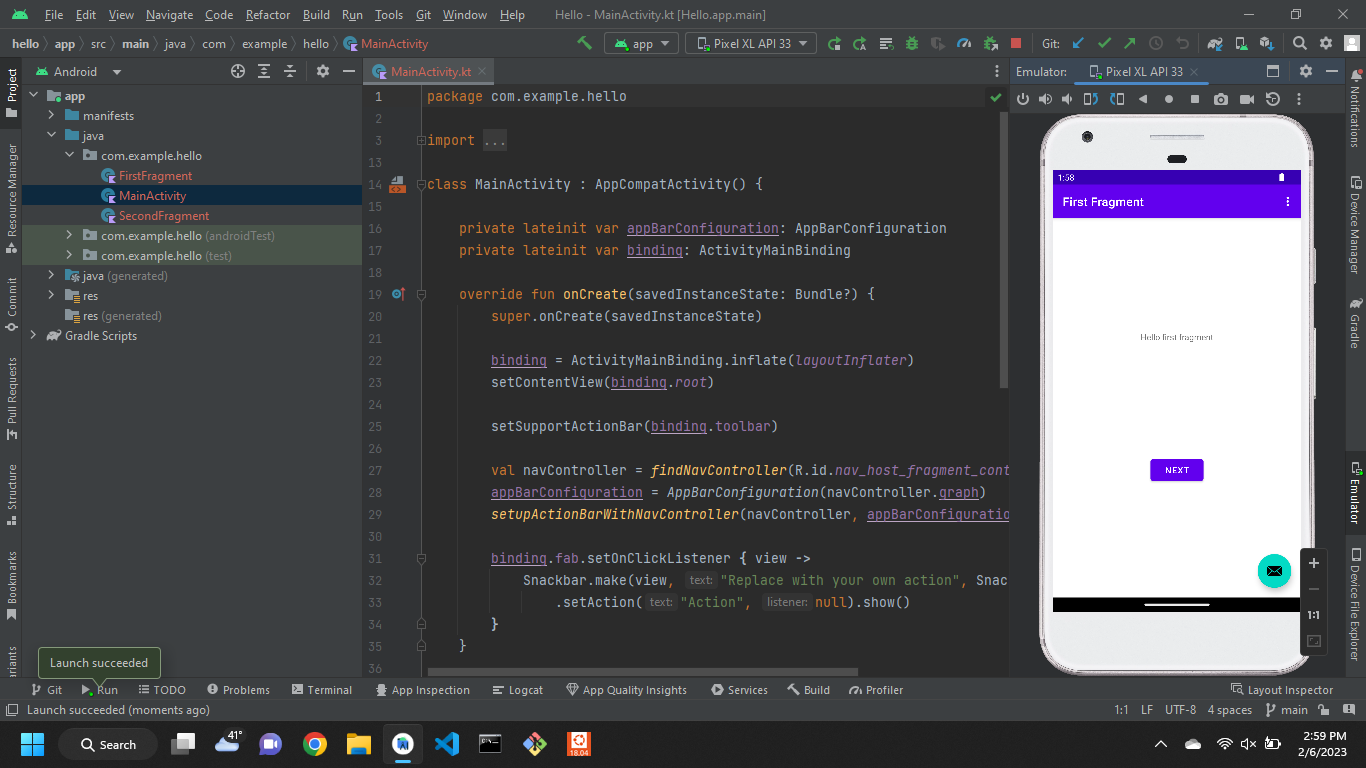 File Edit View Navigate Code Refactor Build Run Tools Git Window Help Hello - MainActivity.kt [Hello.app.main]
hello app src main java com example hello MainActivity app Pixel XL API 33 Git:
Android
MainActivity.kt
Emulator: Pixel XL API 33
Project
Resource Manager
Commit
Pull Requests
Structure
Bookmarks
app
manifests
java
com.example.hello
FirstFragment
MainActivity
SecondFragment
com.example.hello (androidTest)
com.example.hello (test)
java (generated)
res
res (generated)
Gradle Scripts
1 package com.example.hello
2
3 import ...
13
14 class MainActivity : AppCompatActivity() {
15
16 private lateinit var appBarConfiguration: AppBarConfiguration
17 private lateinit var binding: ActivityMainBinding
18
19 override fun onCreate(savedInstanceState: Bundle?) {
20 super.onCreate(savedInstanceState)
21
22 binding = ActivityMainBinding.inflate(layoutInflater)
23 setContentView(binding.root)
24
25 setSupportActionBar(binding.toolbar)
26
27 val navController = findNavController(R.id.nav_host_fragment_cont
28 appBarConfiguration = AppBarConfiguration(navController.graph)
29 setupActionBarWithNavController(navController, appBarConfiguratio
30
31 binding.fab.setOnClickListener { view ->
32 Snackbar.make(view, text: "Replace with your own action", Snac
33 .setAction( text: "Action", listener: null).show()
34 }
35 }
36
1:58
First Fragment
Hello first fragment
NEXT
1:1
Notifications
Device Manager
Gradle
Emulator
Device File Explorer
Launch succeeded
Git Run TODO Problems Terminal App Inspection Logcat App Quality Insights Services Build Profiler Layout Inspector
Launch succeeded (moments ago) 1:1 LF UTF-8 4 spaces main
Search 41° 18.04 2:59 PM
2/6/2023